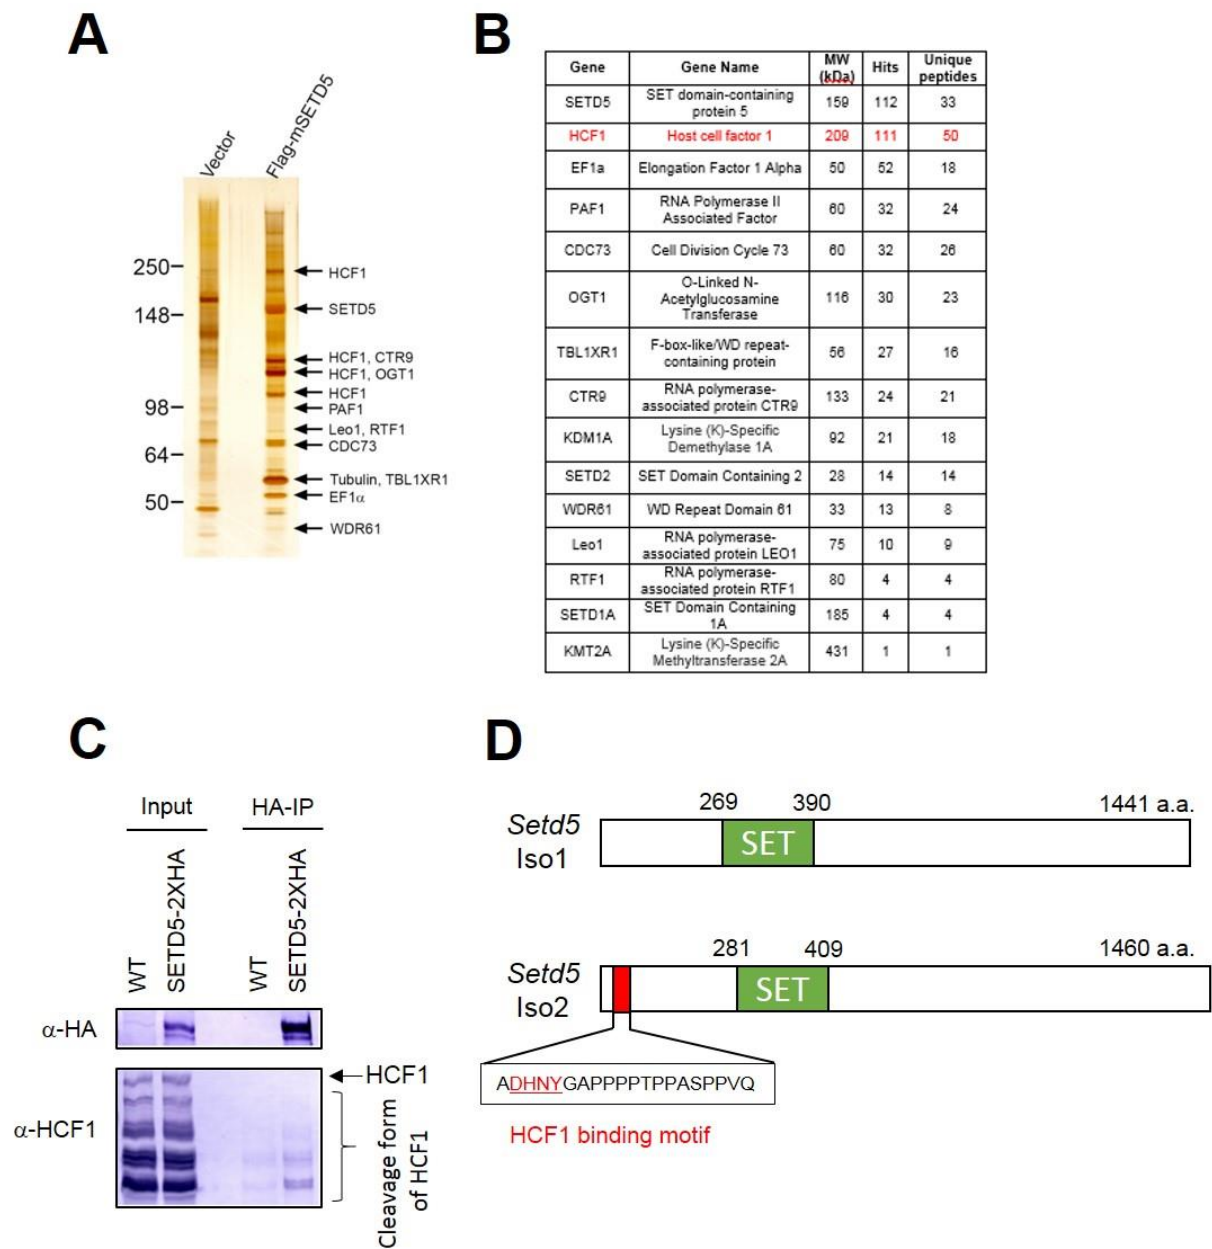 A
Vector
Flag-mSETD5
250
148
98
64
50
HCF1
SETD5
HCF1, CTR9
HCF1, OGT1
HCF1
PAF1
Leo1, RTF1
CDC73
Tubulin, TBL1XR1
EF1α
WDR61
B
Gene Gene Name MW (kDa) Hits Unique peptides
SETD5 SET domain-containing protein 5 159 112 33
HCF1 Host cell factor 1 209 111 50
EF1a Elongation Factor 1 Alpha 50 52 18
PAF1 RNA Polymerase II Associated Factor 60 32 24
CDC73 Cell Division Cycle 73 60 32 26
OGT1 O-Linked N-Acetylglucosamine Transferase 116 30 23
TBL1XR1 F-box-like/WD repeat-containing protein 56 27 16
CTR9 RNA polymerase-associated protein CTR9 133 24 21
KDM1A Lysine (K)-Specific Demethylase 1A 92 21 18
SETD2 SET Domain Containing 2 28 14 14
WDR61 WD Repeat Domain 61 33 13 8
Leo1 RNA polymerase-associated protein LEO1 75 10 9
RTF1 RNA polymerase-associated protein RTF1 80 4 4
SETD1A SET Domain Containing 1A 185 4 4
KMT2A Lysine (K)-Specific Methyltransferase 2A 431 1 1
C
Input HA-IP
WT
SETD5-2XHA
WT
SETD5-2XHA
α-HA
α-HCF1
HCF1
Cleavage form
of HCF1
D
269 390 1441 a.a.
Setd5
Iso1
SET
281 409 1460 a.a.
Setd5
Iso2
SET
ADHNYGAPPPPTPPASPPVQ
HCF1 binding motif